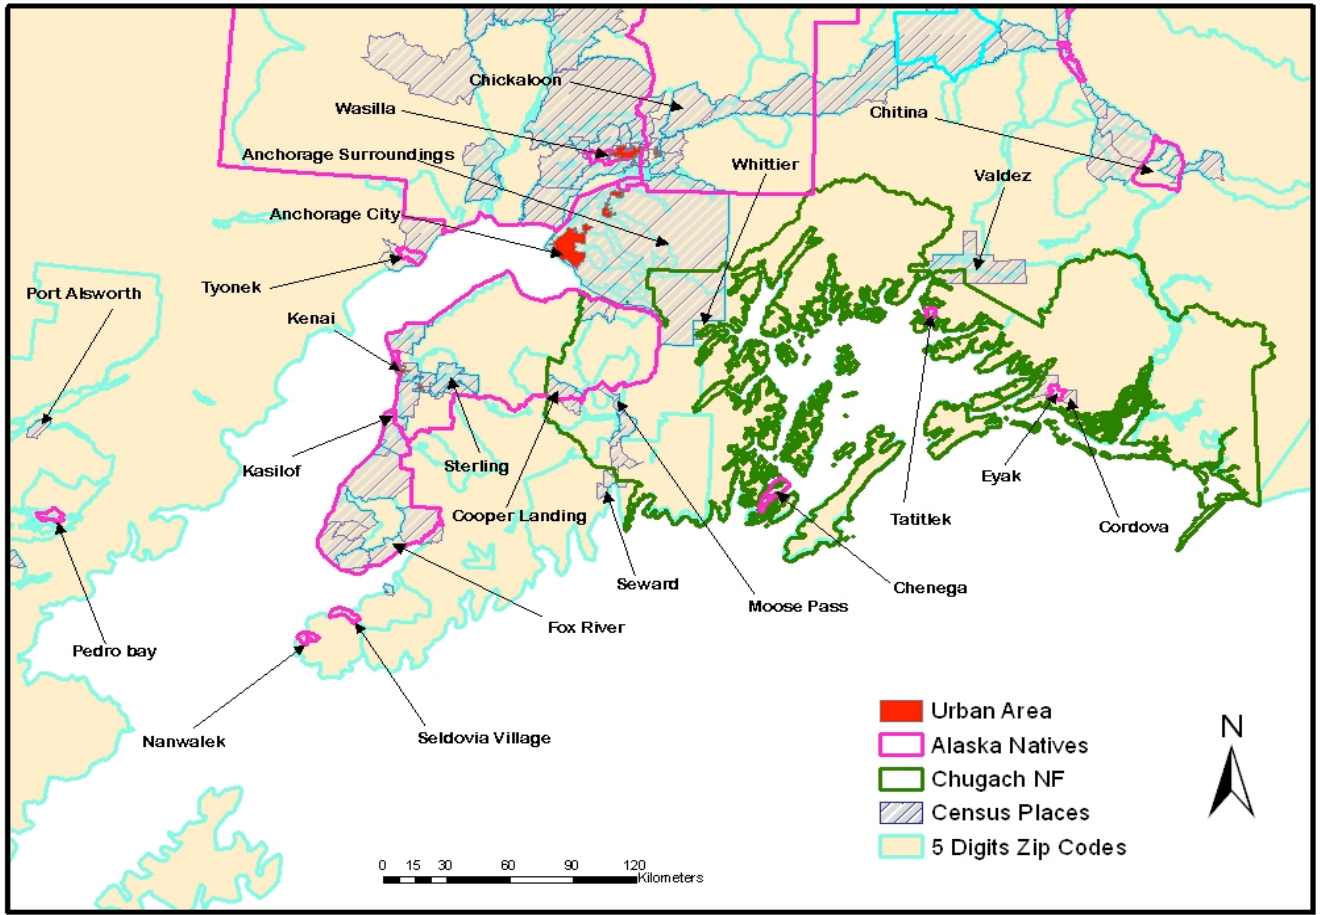 Chickaloon
Wasilla
Chitina
Anchorage Surroundings
Whittier
Valdez
Anchorage City
Tyonek
Port Alsworth
Kenai
Kasilof
Sterling
Eyak
Cooper Landing
Tatitlek
Cordova
Seward
Chenega
Moose Pass
Fox River
Pedro bay
Nanwalek
Seldovia Village
Urban Area
Alaska Natives
Chugach NF
Census Places
5 Digits Zip Codes
N
0 15 30 60 90 120
Kilometers